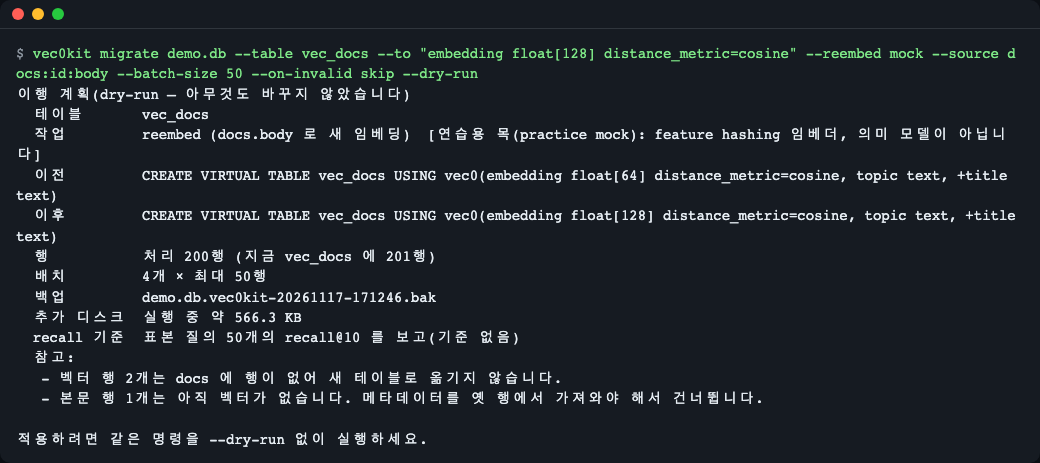 $ vec0kit migrate demo.db --table vec_docs --to "embedding float[128] distance_metric=cosine" --reembed mock --source d
ocs:id:body --batch-size 50 --on-invalid skip --dry-run
이행 계획(dry-run — 아무것도 바꾸지 않았습니다)
테이블 vec_docs
작업 reembed (docs.body 로 새 임베딩) [연습용 목(practice mock): feature hashing 임베더, 의미 모델이 아닙니
다]
이전 CREATE VIRTUAL TABLE vec_docs USING vec0(embedding float[64] distance_metric=cosine, topic text, +title
text)
이후 CREATE VIRTUAL TABLE vec_docs USING vec0(embedding float[128] distance_metric=cosine, topic text, +title
text)
행 처리 200행 (지금 vec_docs 에 201행)
배치 4개 × 최대 50행
백업 demo.db.vec0kit-20261117-171246.bak
추가 디스크 실행 중 약 566.3 KB
recall 기준 표본 질의 50개의 recall@10 를 보고(기준 없음)
참고:
- 벡터 행 2개는 docs 에 행이 없어 새 테이블로 옮기지 않습니다.
- 본문 행 1개는 아직 벡터가 없습니다. 메타데이터를 옛 행에서 가져와야 해서 건너뜁니다.
적용하려면 같은 명령을 --dry-run 없이 실행하세요.